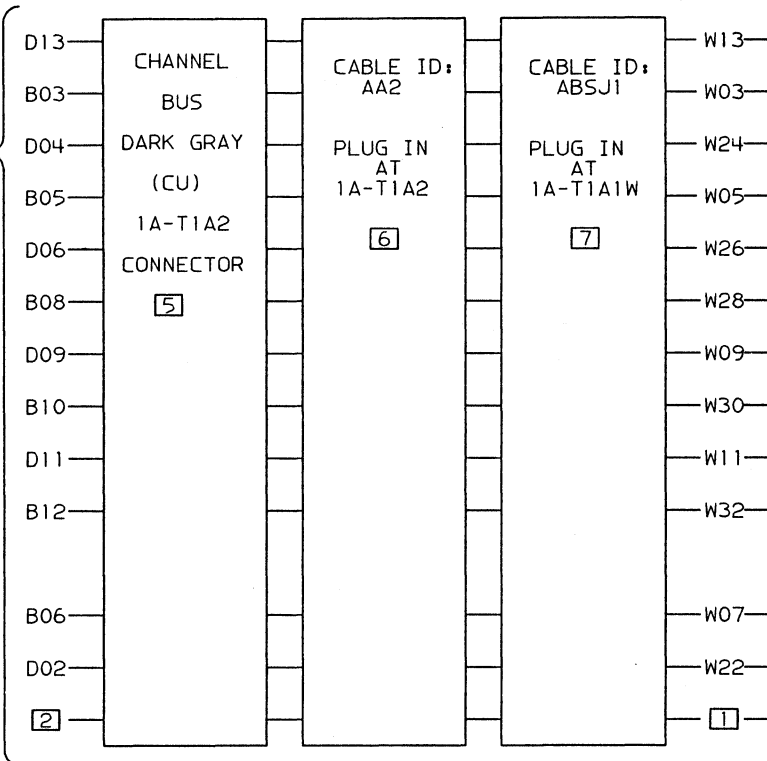 D13
B03
D04
B05
D06
B08
D09
B10
D11
B12
B06
D02
2
CHANNEL
BUS
DARK GRAY
(CU)
1A-T1A2
CONNECTOR
5
CABLE ID:
AA2
PLUG IN
AT
1A-T1A2
6
CABLE ID:
ABSJ1
PLUG IN
AT
1A-T1A1W
7
W13
W03
W24
W05
W26
W28
W09
W30
W11
W32
W07
W22
1